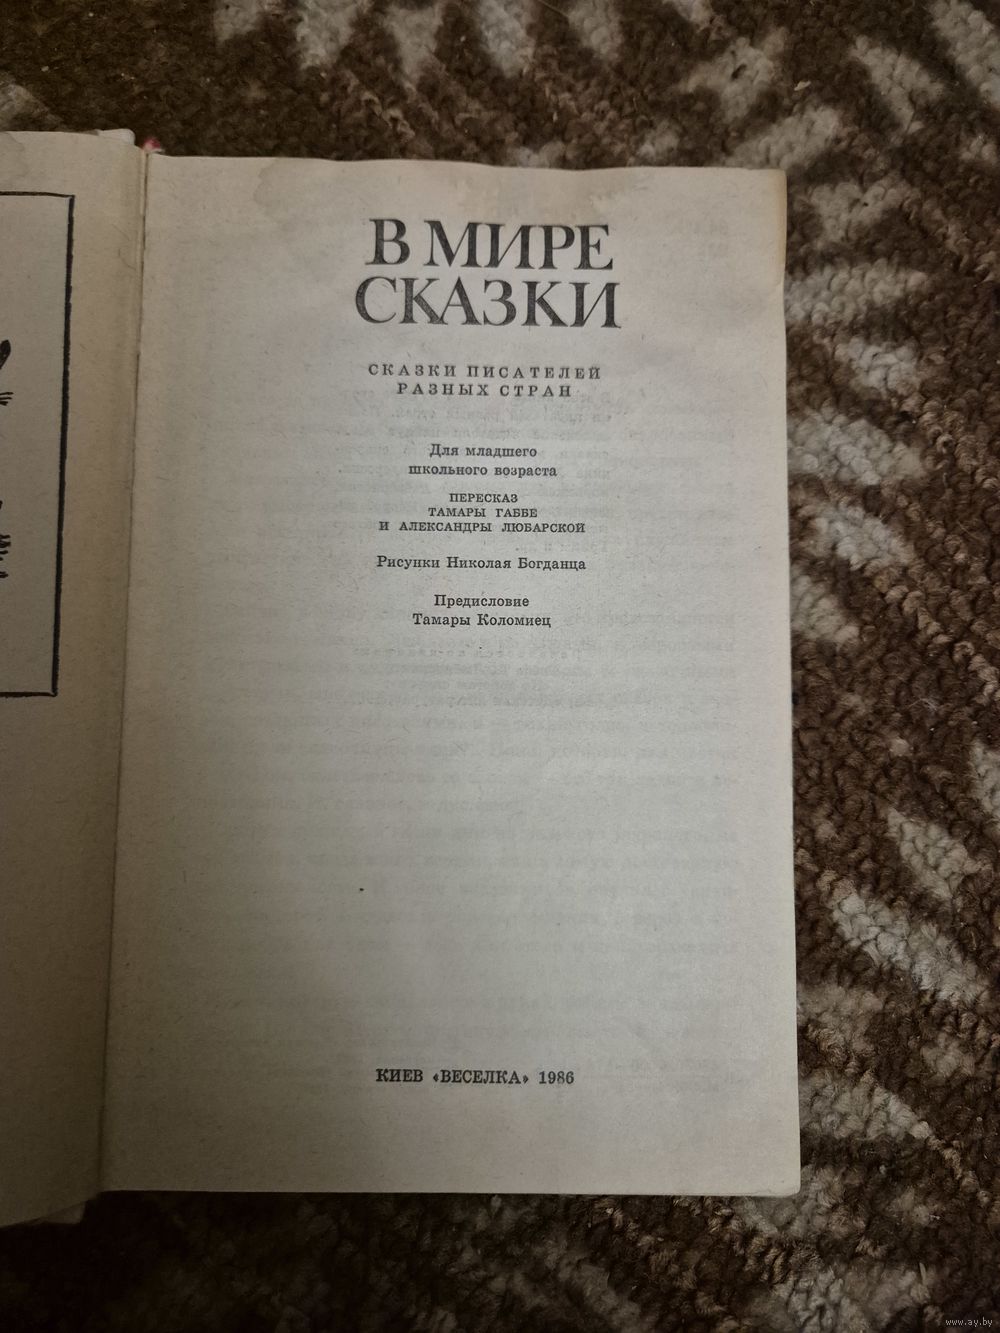 В МИРЕ
СКАЗКИ
СКАЗКИ ПИСАТЕЛЕЙ
РАЗНЫХ СТРАН
Для младшего
школьного возраста
ПЕРЕСКАЗ
ТАМАРЫ ГАББЕ
И АЛЕКСАНДРЫ ЛЮБАРСКОЙ
Рисунки Николая Богданца
Предисловие
Тамары Коломиец
КИЕВ «ВЕСЕЛКА» 1986
www.ay.by